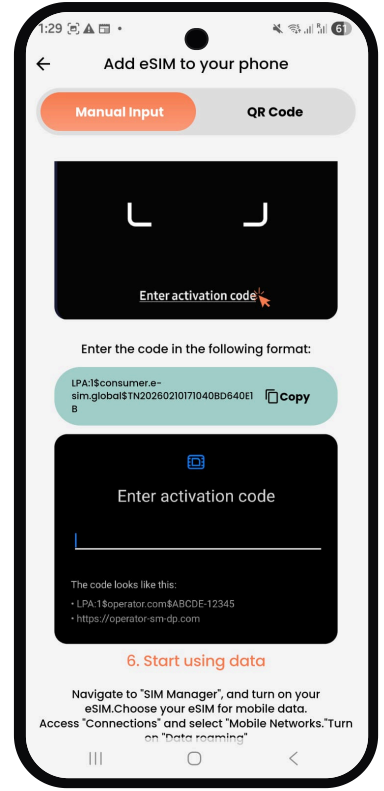 1:29
Add eSIM to your phone
Manual Input
QR Code
Enter activation code
Enter the code in the following format:
LPA:1$consumer.e-
sim.global$TN20260210171040BD640E1
B
Copy
Enter activation code
The code looks like this:
• LPA:1$operator.com$ABCDE-12345
• https://operator-sm-dp.com
6. Start using data
Navigate to "SIM Manager", and turn on your
eSIM.Choose your eSIM for mobile data.
Access "Connections" and select "Mobile Networks."Turn
on "Data roaming"